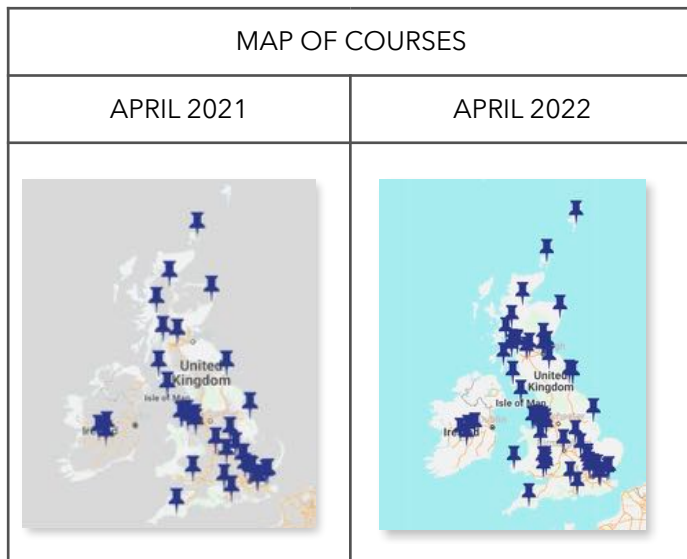 MAP OF COURSES
APRIL 2021
APRIL 2022
United
Kingdom
Isle of Man
Ireland
United
Kingdom
Isle of Man
Ireland